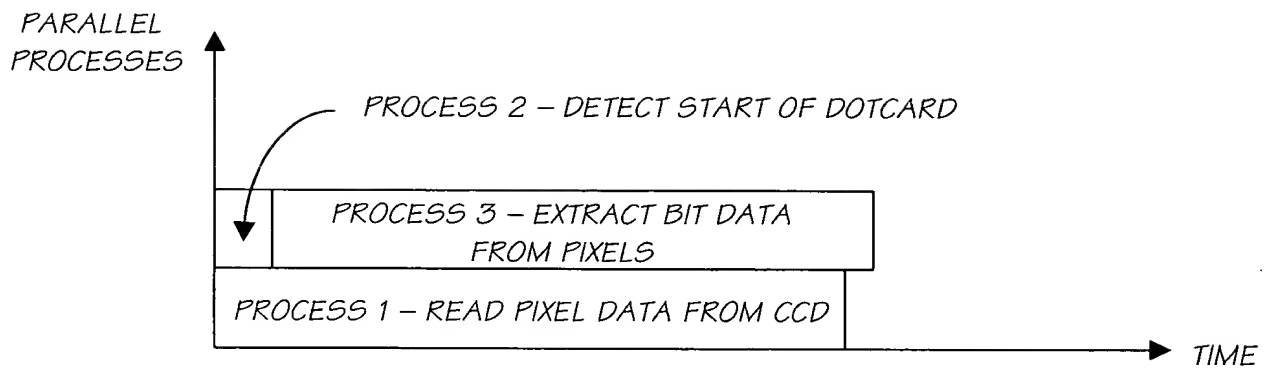 PARALLEL
PROCESSES
PROCESS 2 – DETECT START OF DOTCARD
PROCESS 3 – EXTRACT BIT DATA
FROM PIXELS
PROCESS 1 – READ PIXEL DATA FROM CCD
TIME